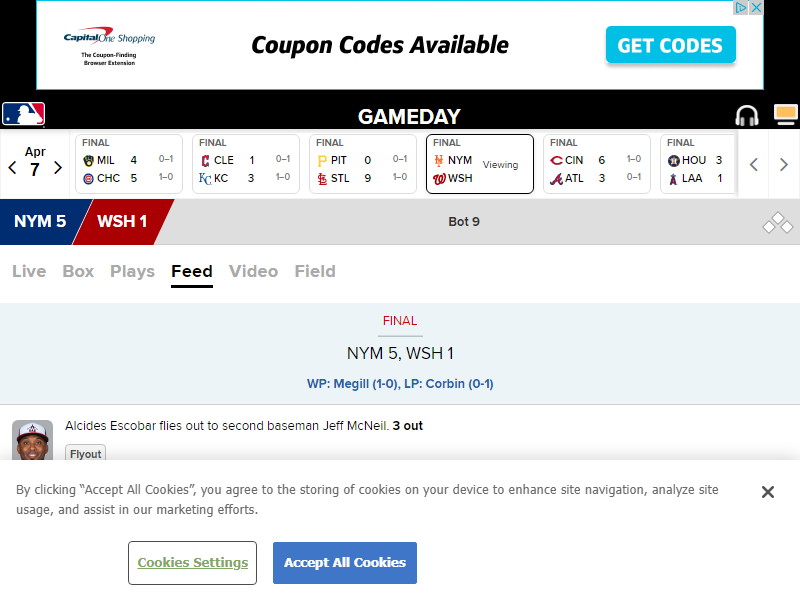 Capital One Shopping
The Coupon-Finding
Browser Extension
Coupon Codes Available
GET CODES
GAMEDAY
Apr
7
FINAL
MIL 4 0–1
CHC 5 1–0
FINAL
CLE 1 0–1
KC 3 1–0
FINAL
PIT 0 0–1
STL 9 1–0
FINAL
NYM
WSH
Viewing
FINAL
CIN 6 1–0
ATL 3 0–1
FINAL
HOU 3
LAA 1
NYM 5 WSH 1 Bot 9
Live Box Plays Feed Video Field
FINAL
NYM 5, WSH 1
WP: Megill (1-0), LP: Corbin (0-1)
Alcides Escobar flies out to second baseman Jeff McNeil. 3 out
Flyout
By clicking “Accept All Cookies”, you agree to the storing of cookies on your device to enhance site navigation, analyze site
usage, and assist in our marketing efforts.
Cookies Settings
Accept All Cookies